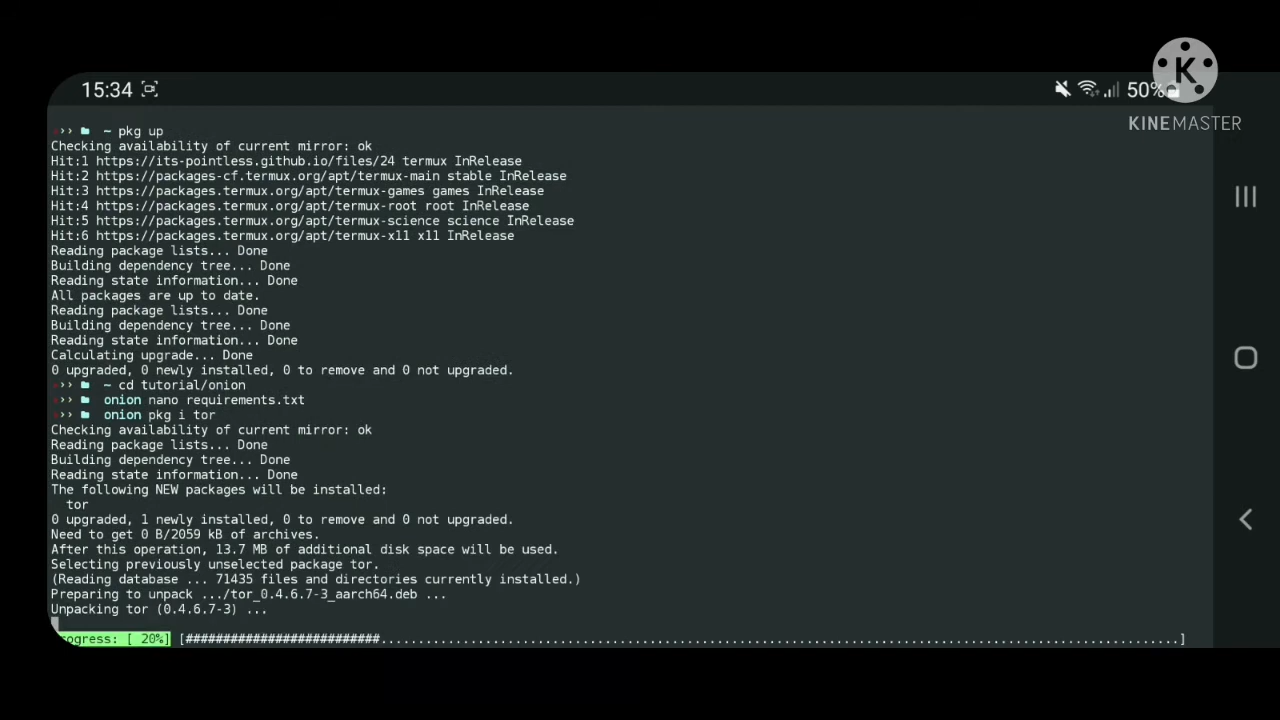 15:34
50%
K
KINEMASTER
~ pkg up
Checking availability of current mirror: ok
Hit:1 https://its-pointless.github.io/files/24 termux InRelease
Hit:2 https://packages-cf.termux.org/apt/termux-main stable InRelease
Hit:3 https://packages.termux.org/apt/termux-games games InRelease
Hit:4 https://packages.termux.org/apt/termux-root root InRelease
Hit:5 https://packages.termux.org/apt/termux-science science InRelease
Hit:6 https://packages.termux.org/apt/termux-x11 x11 InRelease
Reading package lists... Done
Building dependency tree... Done
Reading state information... Done
All packages are up to date.
Reading package lists... Done
Building dependency tree... Done
Reading state information... Done
Calculating upgrade... Done
0 upgraded, 0 newly installed, 0 to remove and 0 not upgraded.
~ cd tutorial/onion
onion nano requirements.txt
onion pkg i tor
Checking availability of current mirror: ok
Reading package lists... Done
Building dependency tree... Done
Reading state information... Done
The following NEW packages will be installed:
tor
0 upgraded, 1 newly installed, 0 to remove and 0 not upgraded.
Need to get 0 B/2059 kB of archives.
After this operation, 13.7 MB of additional disk space will be used.
Selecting previously unselected package tor.
(Reading database ... 71435 files and directories currently installed.)
Preparing to unpack .../tor_0.4.6.7-3_aarch64.deb ...
Unpacking tor (0.4.6.7-3) ...
rogress: [ 20%] [##########################..........................................................................................................]